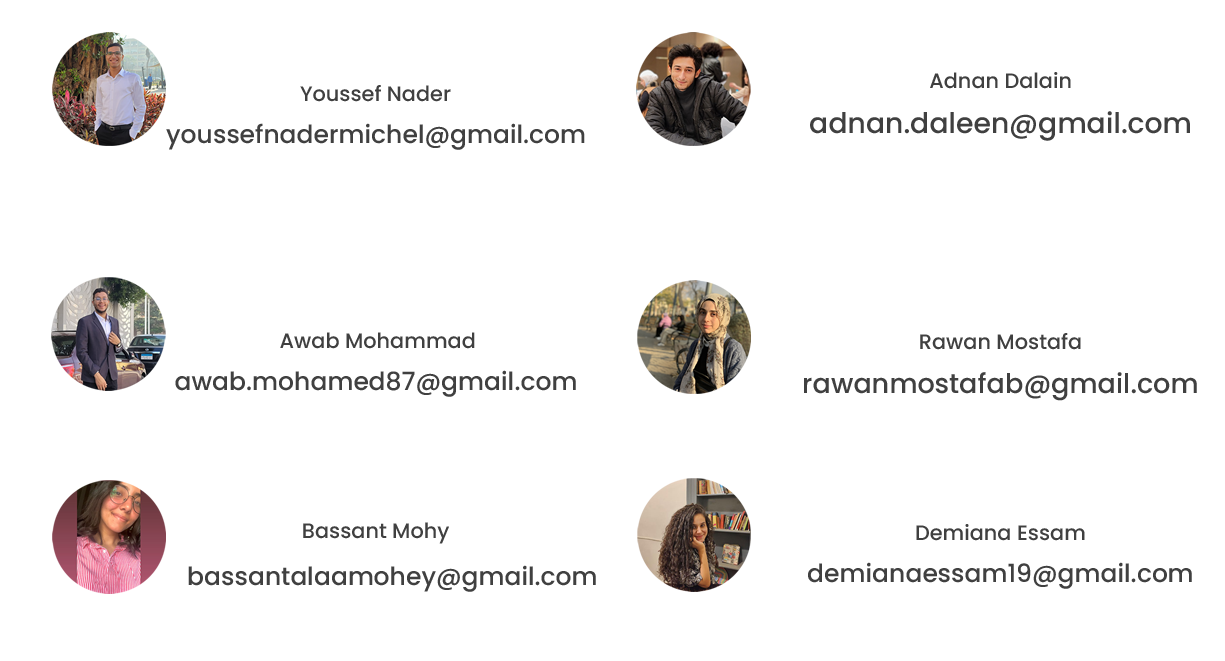 Youssef Nader
youssefnadermichel@gmail.com
Adnan Dalain
adnan.daleen@gmail.com
Awab Mohammad
awab.mohamed87@gmail.com
Rawan Mostafa
rawanmostafab@gmail.com
Bassant Mohy
bassantalaamohey@gmail.com
Demiana Essam
demianaessam19@gmail.com